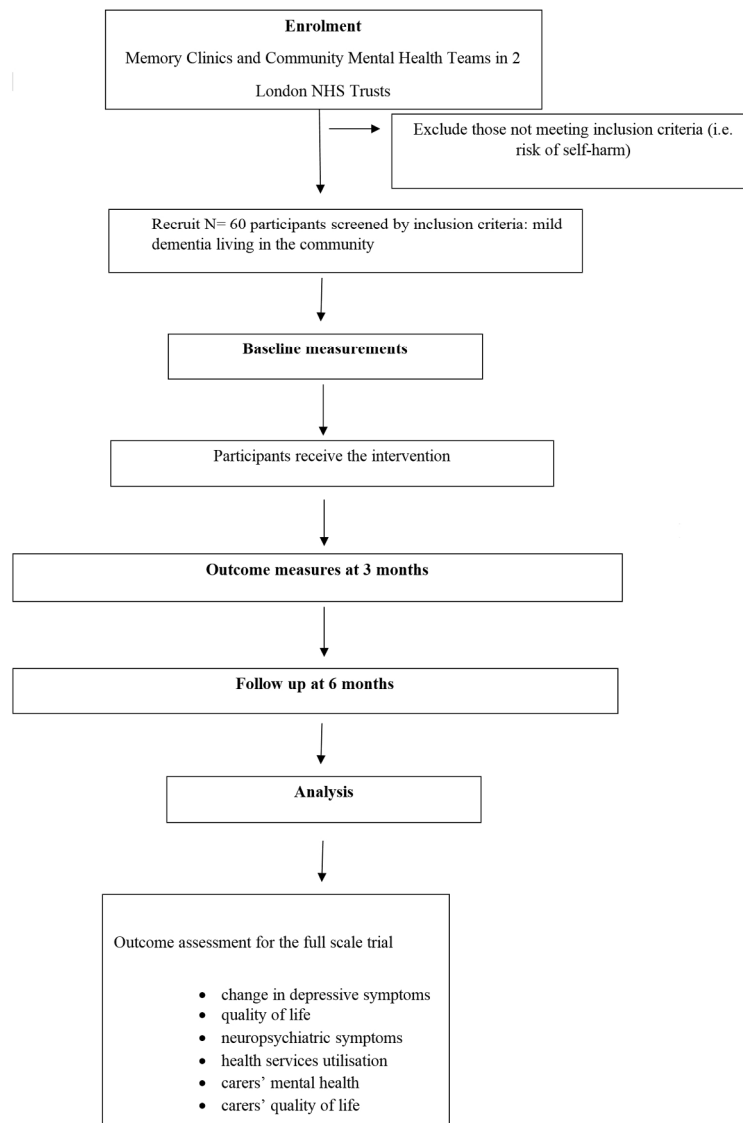 Enrolment
Memory Clinics and Community Mental Health Teams in 2
London NHS Trusts
Exclude those not meeting inclusion criteria (i.e.
risk of self-harm)
Recruit N= 60 participants screened by inclusion criteria: mild
dementia living in the community
Baseline measurements
Participants receive the intervention
Outcome measures at 3 months
Follow up at 6 months
Analysis
Outcome assessment for the full scale trial
• change in depressive symptoms
• quality of life
• neuropsychiatric symptoms
• health services utilisation
• carers’ mental health
• carers’ quality of life